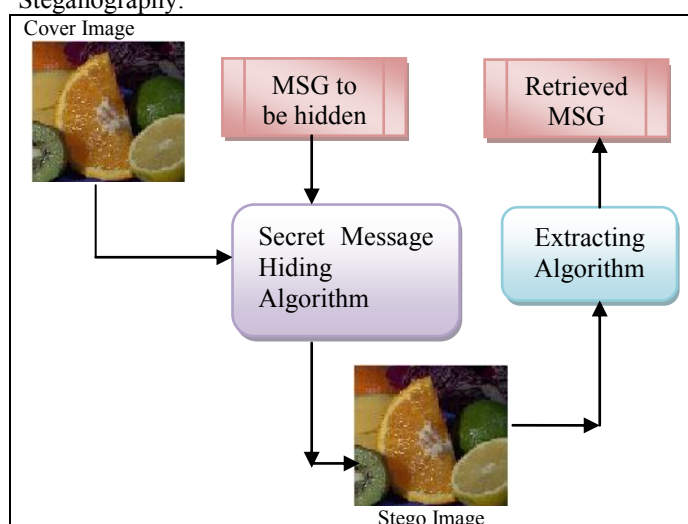 Steganography.
Cover Image
MSG to
be hidden
Retrieved
MSG
Secret Message
Hiding
Algorithm
Extracting
Algorithm
Stego Image